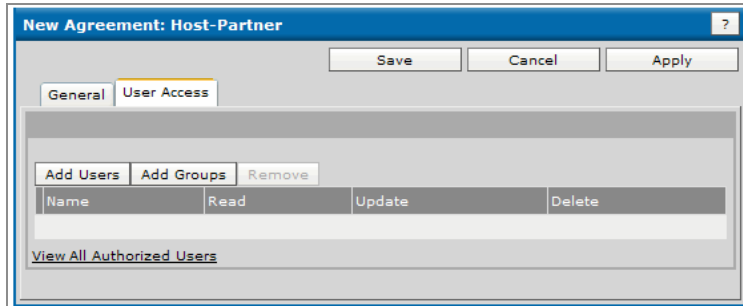 New Agreement: Host-Partner ?
Save Cancel Apply
General User Access
Add Users Add Groups Remove
Name Read Update Delete
View All Authorized Users